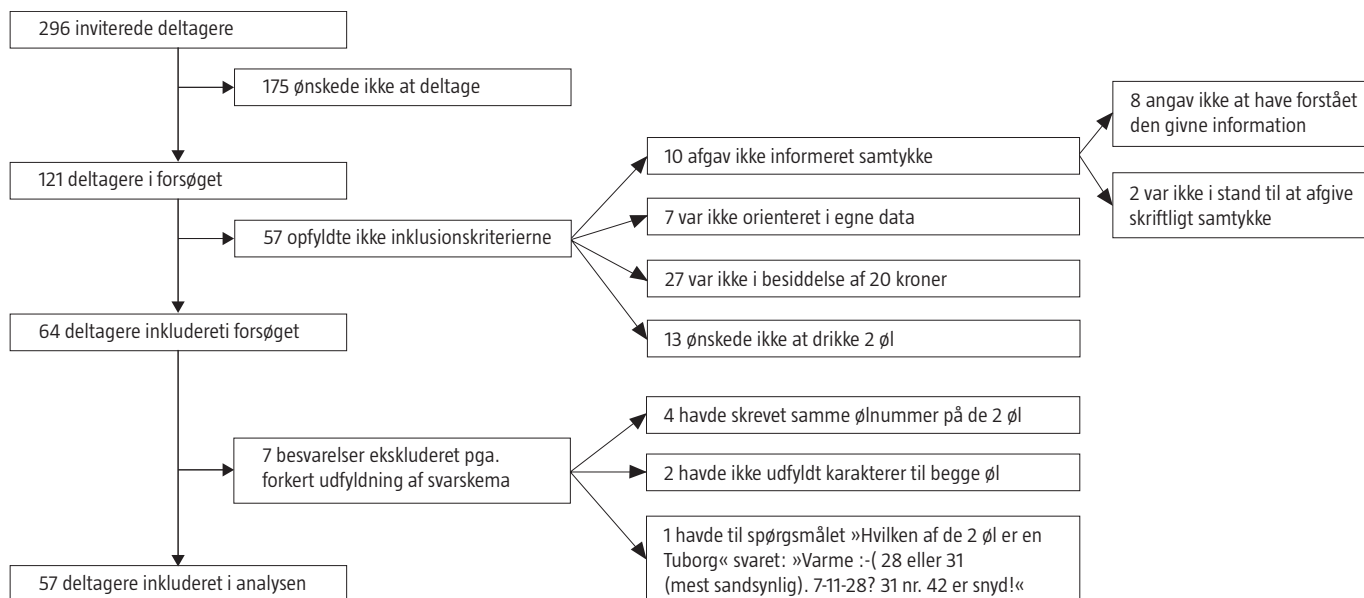 296 inviterede deltagere
175 ønskede ikke at deltage
121 deltagere i forsøget
57 opfyldte ikke inklusionskriterierne
10 afgav ikke informeret samtykke
8 angav ikke at have forstået
den givne information
2 var ikke i stand til at afgive
skriftligt samtykke
7 var ikke orienteret i egne data
27 var ikke i besiddelse af 20 kroner
13 ønskede ikke at drikke 2 øl
64 deltagere inkludereti forsøget
7 besvarelser ekskluderet pga.
forkert udfyldning af svarskema
4 havde skrevet samme ølnummer på de 2 øl
2 havde ikke udfyldt karakterer til begge øl
1 havde til spørgsmålet »Hvilken af de 2 øl er en
Tuborg« svaret: »Varme :-( 28 eller 31
(mest sandsynlig). 7-11-28? 31 nr. 42 er snyd!«
57 deltagere inkluderet i analysen